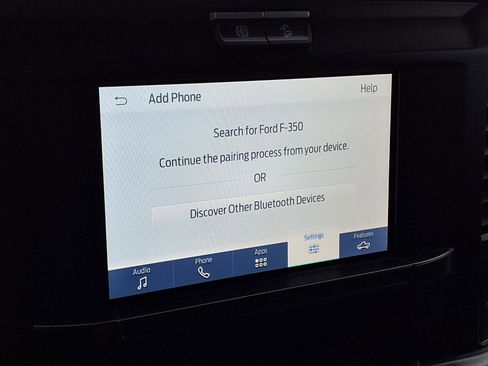 Add Phone
Help
Search for Ford F-350
Continue the pairing process from your device.
OR
Discover Other Bluetooth Devices
Audio
Phone
Apps
Settings
Features